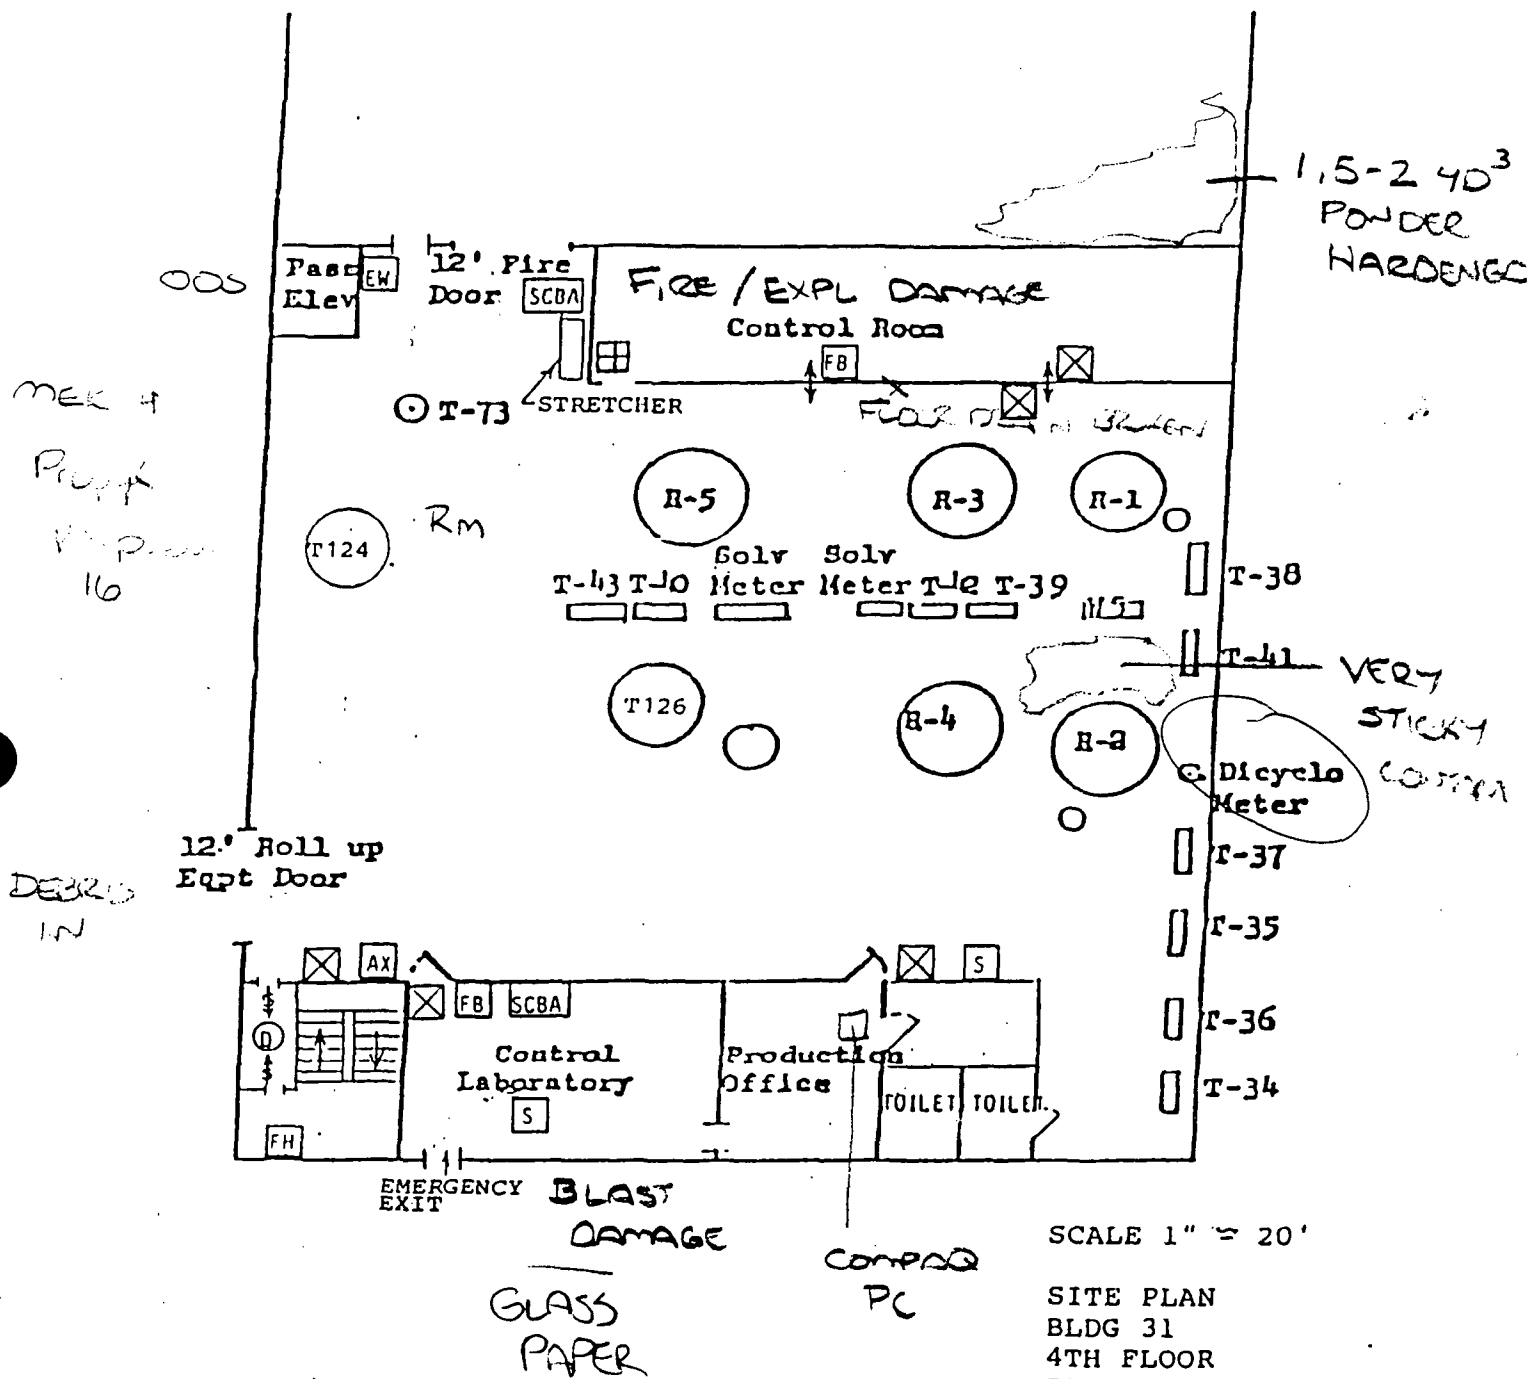 1.5-2 YD³
POWDER
HARDENED
OOS
Pass
Elev
EW
12' Fire
Door
SCBA
FIRE / EXPL DAMAGE
Control Room
FB
STRETCHER
T-73
FLOOR BROKEN
MEK
16
T124
RM
R-5
R-3
R-1
T-38
Solv
Meter
Solv
Meter
T-43
T-10
T-12
T-39
T-41
VERY
STICKY
T126
R-4
R-2
Dicyclo
Meter
T-37
12' Roll up
Eqpt Door
DEBRIS
IN
T-35
AX
S
FB
SCBA
D
T-36
Control
Laboratory
Production
Office
S
TOILET
TOILET
T-34
FH
EMERGENCY
EXIT
BLAST
DAMAGE
GLASS
PAPER
COMPAQ
PC
SCALE 1" = 20'
SITE PLAN
BLDG 31
4TH FLOOR